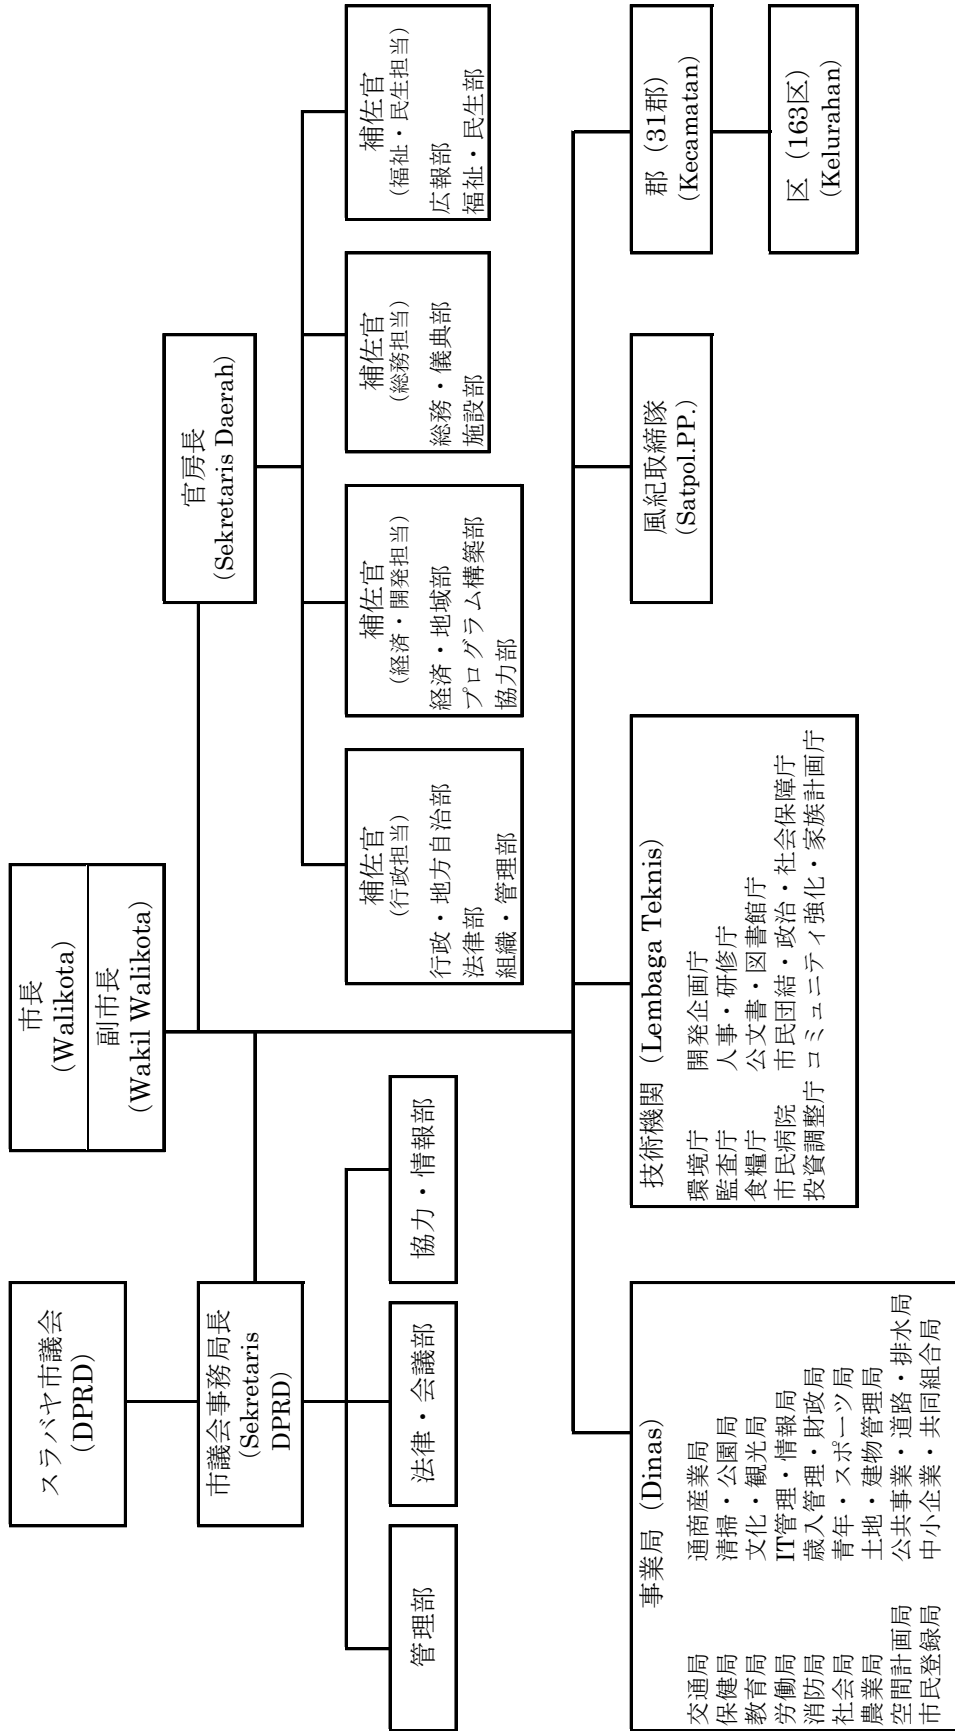 スラバヤ市議会
(DPRD)
市長
(Walikota)
副市長
(Wakil Walikota)
市議会事務局長
(Sekretaris
DPRD)
官房長
(Sekretaris Daerah)
管理部
法律・会議部
協力・情報部
補佐官
(行政担当)
行政・地方自治部
法律部
組織・管理部
補佐官
(経済・開発担当)
経済・地域部
プログラム構築部
協力部
補佐官
(総務担当)
総務・儀典部
施設部
補佐官
(福祉・民生担当)
広報部
福祉・民生部
事業局 (Dinas)
交通局 通商産業局
保健局 清掃・公園局
教育局 文化・観光局
労働局 IT管理・情報局
消防局 歳入管理・財政局
社会局 青年・スポーツ局
農業局 土地・建物管理局
空間計画局 公共事業・道路・排水局
市民登録局 中小企業・共同組合局
技術機関 (Lembaga Teknis)
環境庁 開発企画庁
監査庁 人事・研修庁
食糧庁 公文書・図書館庁
市民病院 市民団結・政治・社会保障庁
投資調整庁 コミュニティ強化・家族計画庁
風紀取締隊
(Satpol.PP.)
郡 (31郡)
(Kecamatan)
区 (163区)
(Kelurahan)